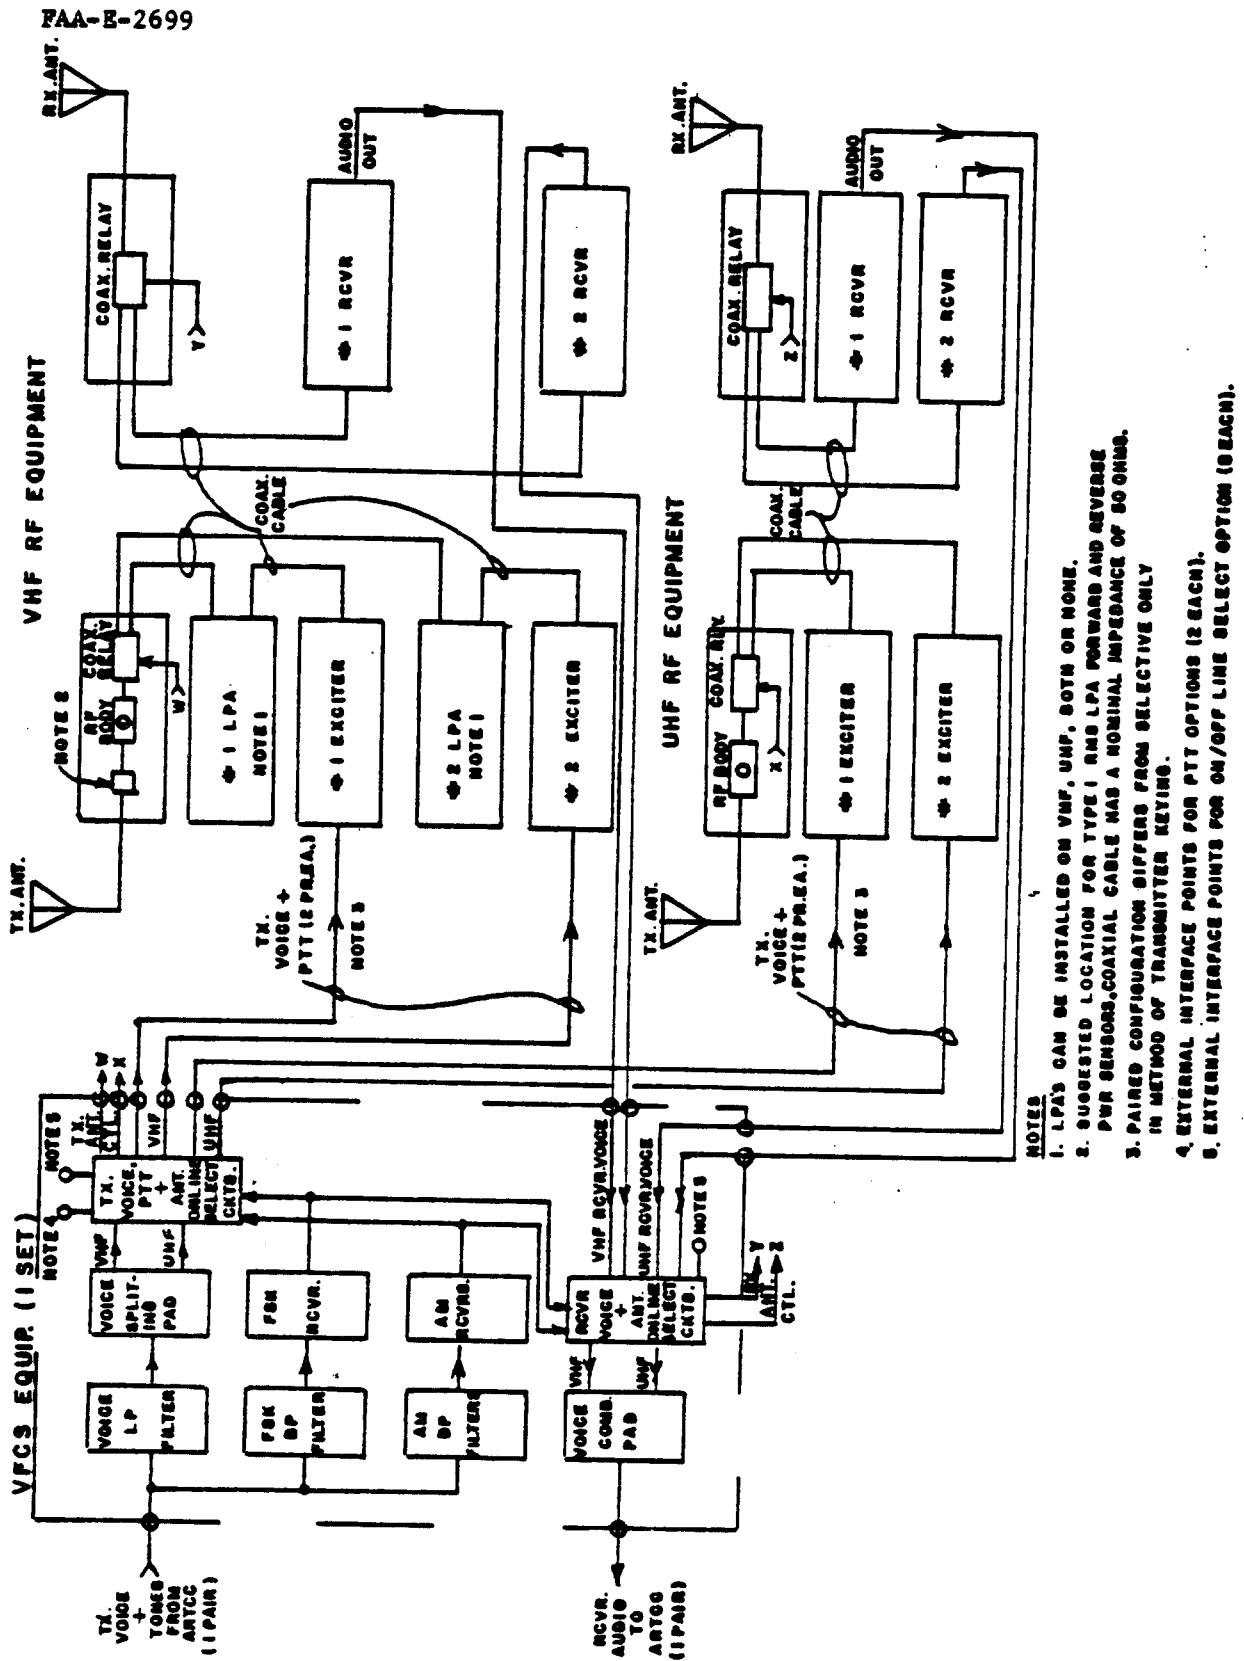 FAA-E-2699
VHF RF EQUIPMENT
RX.ANT.
COAX.RELAY
Y
# 1 RCVR
AUDIO
OUT
# 2 RCVR
COAX.
CABLE
TX.ANT.
NOTE 2
RF
BODY
COAX.
RELAY
W
# 1 LPA
NOTE 1
# 1 EXCITER
# 2 LPA
NOTE 1
# 2 EXCITER
TX.
VOICE +
PTT (2 PR.EA.)
NOTE 3
UHF RF EQUIPMENT
RX.ANT.
COAX.RELAY
Z
# 1 RCVR
AUDIO
OUT
# 2 RCVR
COAX.
CABLE
TX.ANT.
RF BODY
COAX.RLY.
X
# 1 EXCITER
# 2 EXCITER
TX.
VOICE +
PTT (2 PR.EA.)
NOTE 3
VFCS EQUIP. (1 SET)
TX.
VOICE
+
TONES
FROM
ARTCC
(1 PAIR)
VOICE
LP
FILTER
VOICE
SPLIT-
ING
PAD
VHF
UHF
NOTE 4
NOTE 5
TX.
VOICE,
PTT
+
ANT.
ONLINE
SELECT
CKTS.
TX.
ANT.
CTL.
W
X
VHF
UHF
FSK
BP
FILTER
FSK
RCVR.
AM
BP
FILTERS
AM
RCVRS.
RCVR.
AUDIO
TO
ARTCC
(1 PAIR)
VOICE
COMB.
PAD
VHF
UHF
RCVR
VOICE
+
ANT.
ONLINE
SELECT
CKTS.
VHF RCVR.VOICE
UHF RCVR.VOICE
NOTE 5
Y
Z
ANT.
CTL.
NOTES
1. LPA'S CAN BE INSTALLED ON VHF, UHF, BOTH OR NONE.
2. SUGGESTED LOCATION FOR TYPE 1 RMS LPA FORWARD AND REVERSE
PWR SENSORS.COAXIAL CABLE HAS A NOMINAL IMPEDANCE OF 50 OHMS.
3. PAIRED CONFIGURATION DIFFERS FROM SELECTIVE ONLY
IN METHOD OF TRANSMITTER KEYING.
4. EXTERNAL INTERFACE POINTS FOR PTT OPTIONS (2 EACH).
5. EXTERNAL INTERFACE POINTS FOR ON/OFF LINE SELECT OPTION (8 EACH).